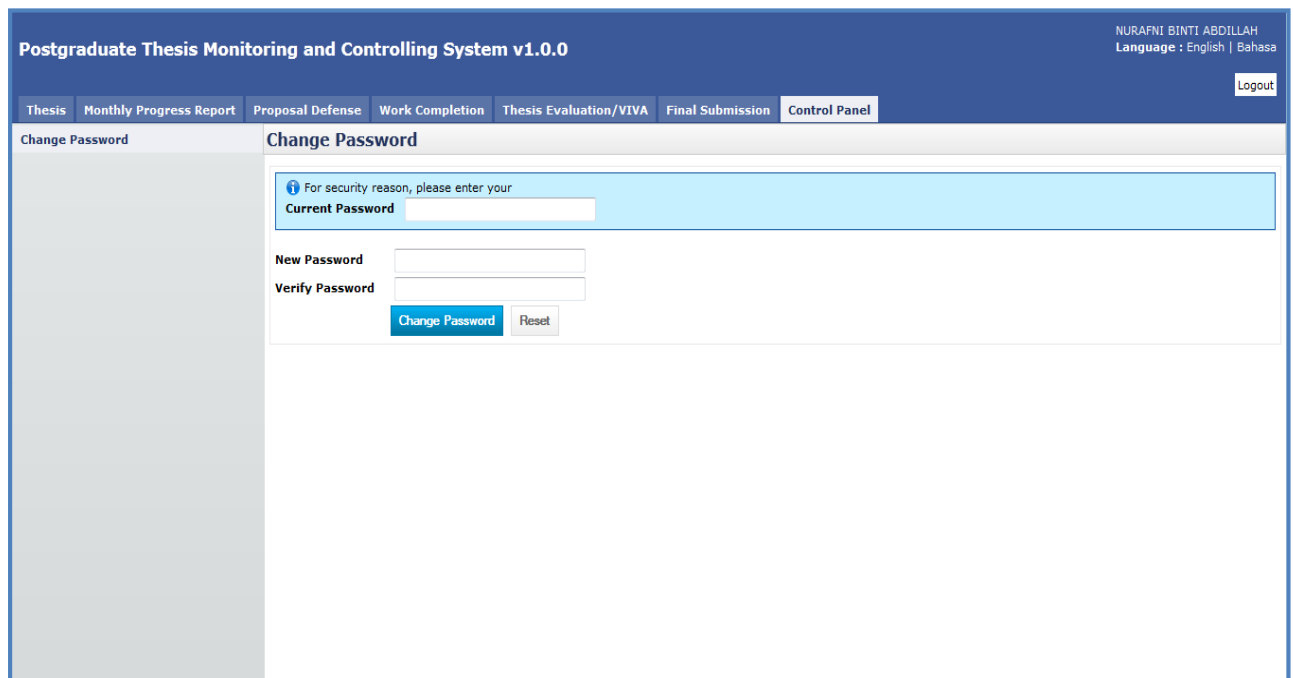 NURAFNI BINTI ABDILLAH
Postgraduate Thesis Monitoring and Controlling System v1.0.0
Language : English | Bahasa
Logout
Thesis Monthly Progress Report Proposal Defense Work Completion Thesis Evaluation/VIVA Final Submission Control Panel
Change Password
Change Password
For security reason, please enter your
Current Password
New Password
Verify Password
Change Password Reset